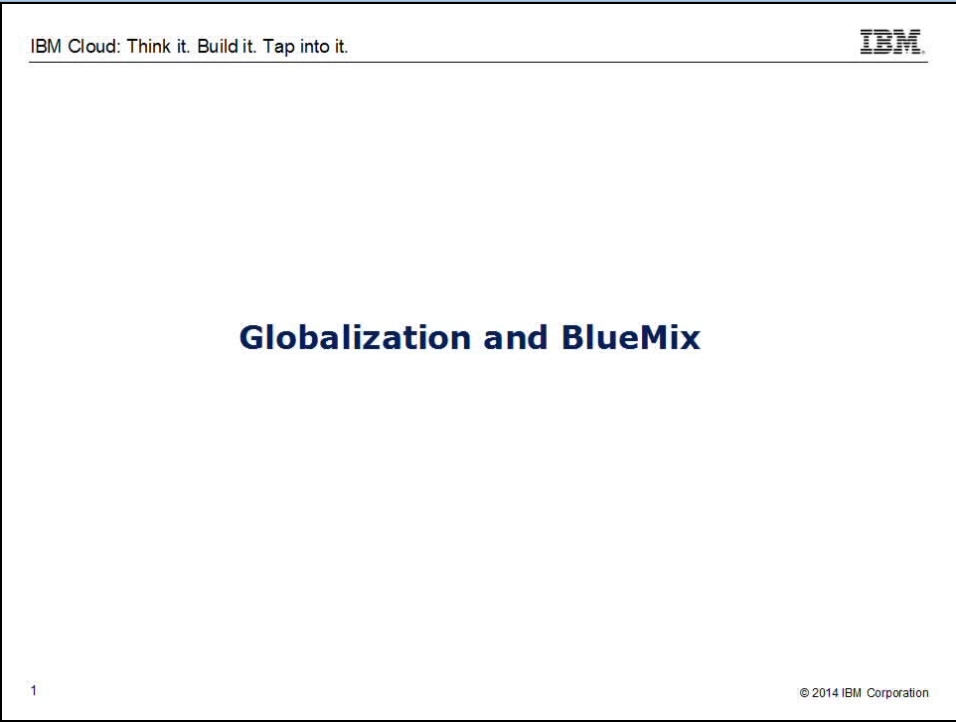 IBM Cloud: Think it. Build it. Tap into it.
IBM
Globalization and BlueMix
1
© 2014 IBM Corporation